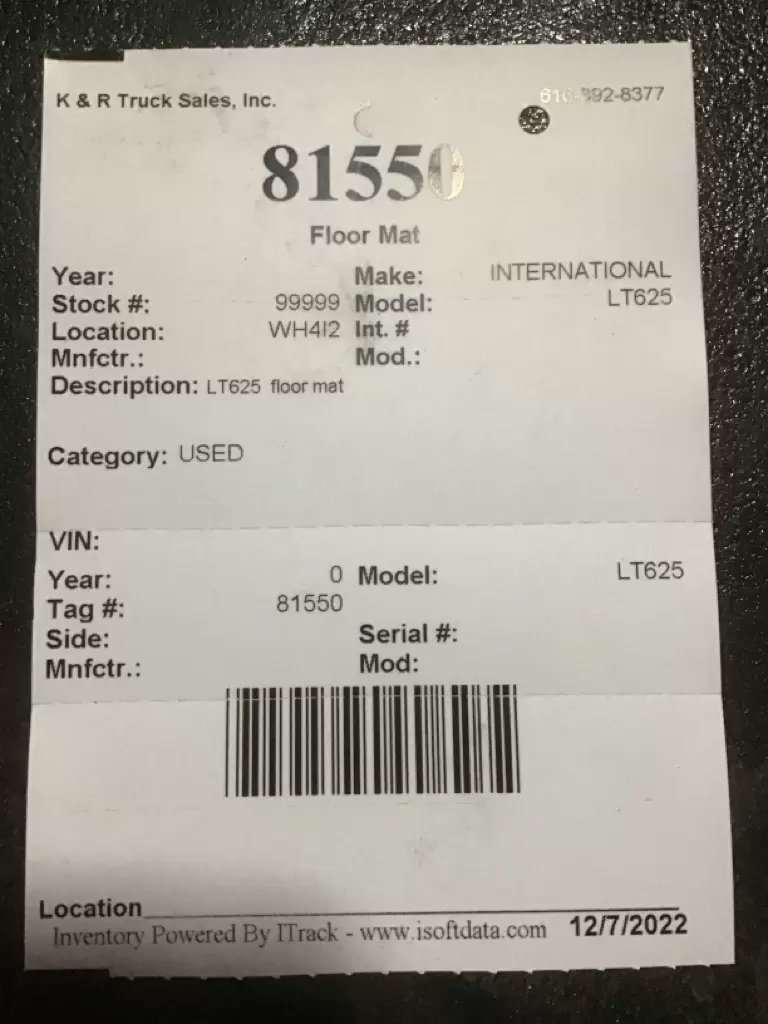 K & R Truck Sales, Inc. 616-892-8377
81550
Floor Mat
Year: Make: INTERNATIONAL
Stock #: 99999 Model: LT625
Location: WH4I2 Int. #
Mnfctr.: Mod.:
Description: LT625 floor mat
Category: USED
VIN:
Year: 0 Model: LT625
Tag #: 81550
Side: Serial #:
Mnfctr.: Mod:
Location
Inventory Powered By ITrack - www.isoftdata.com 12/7/2022